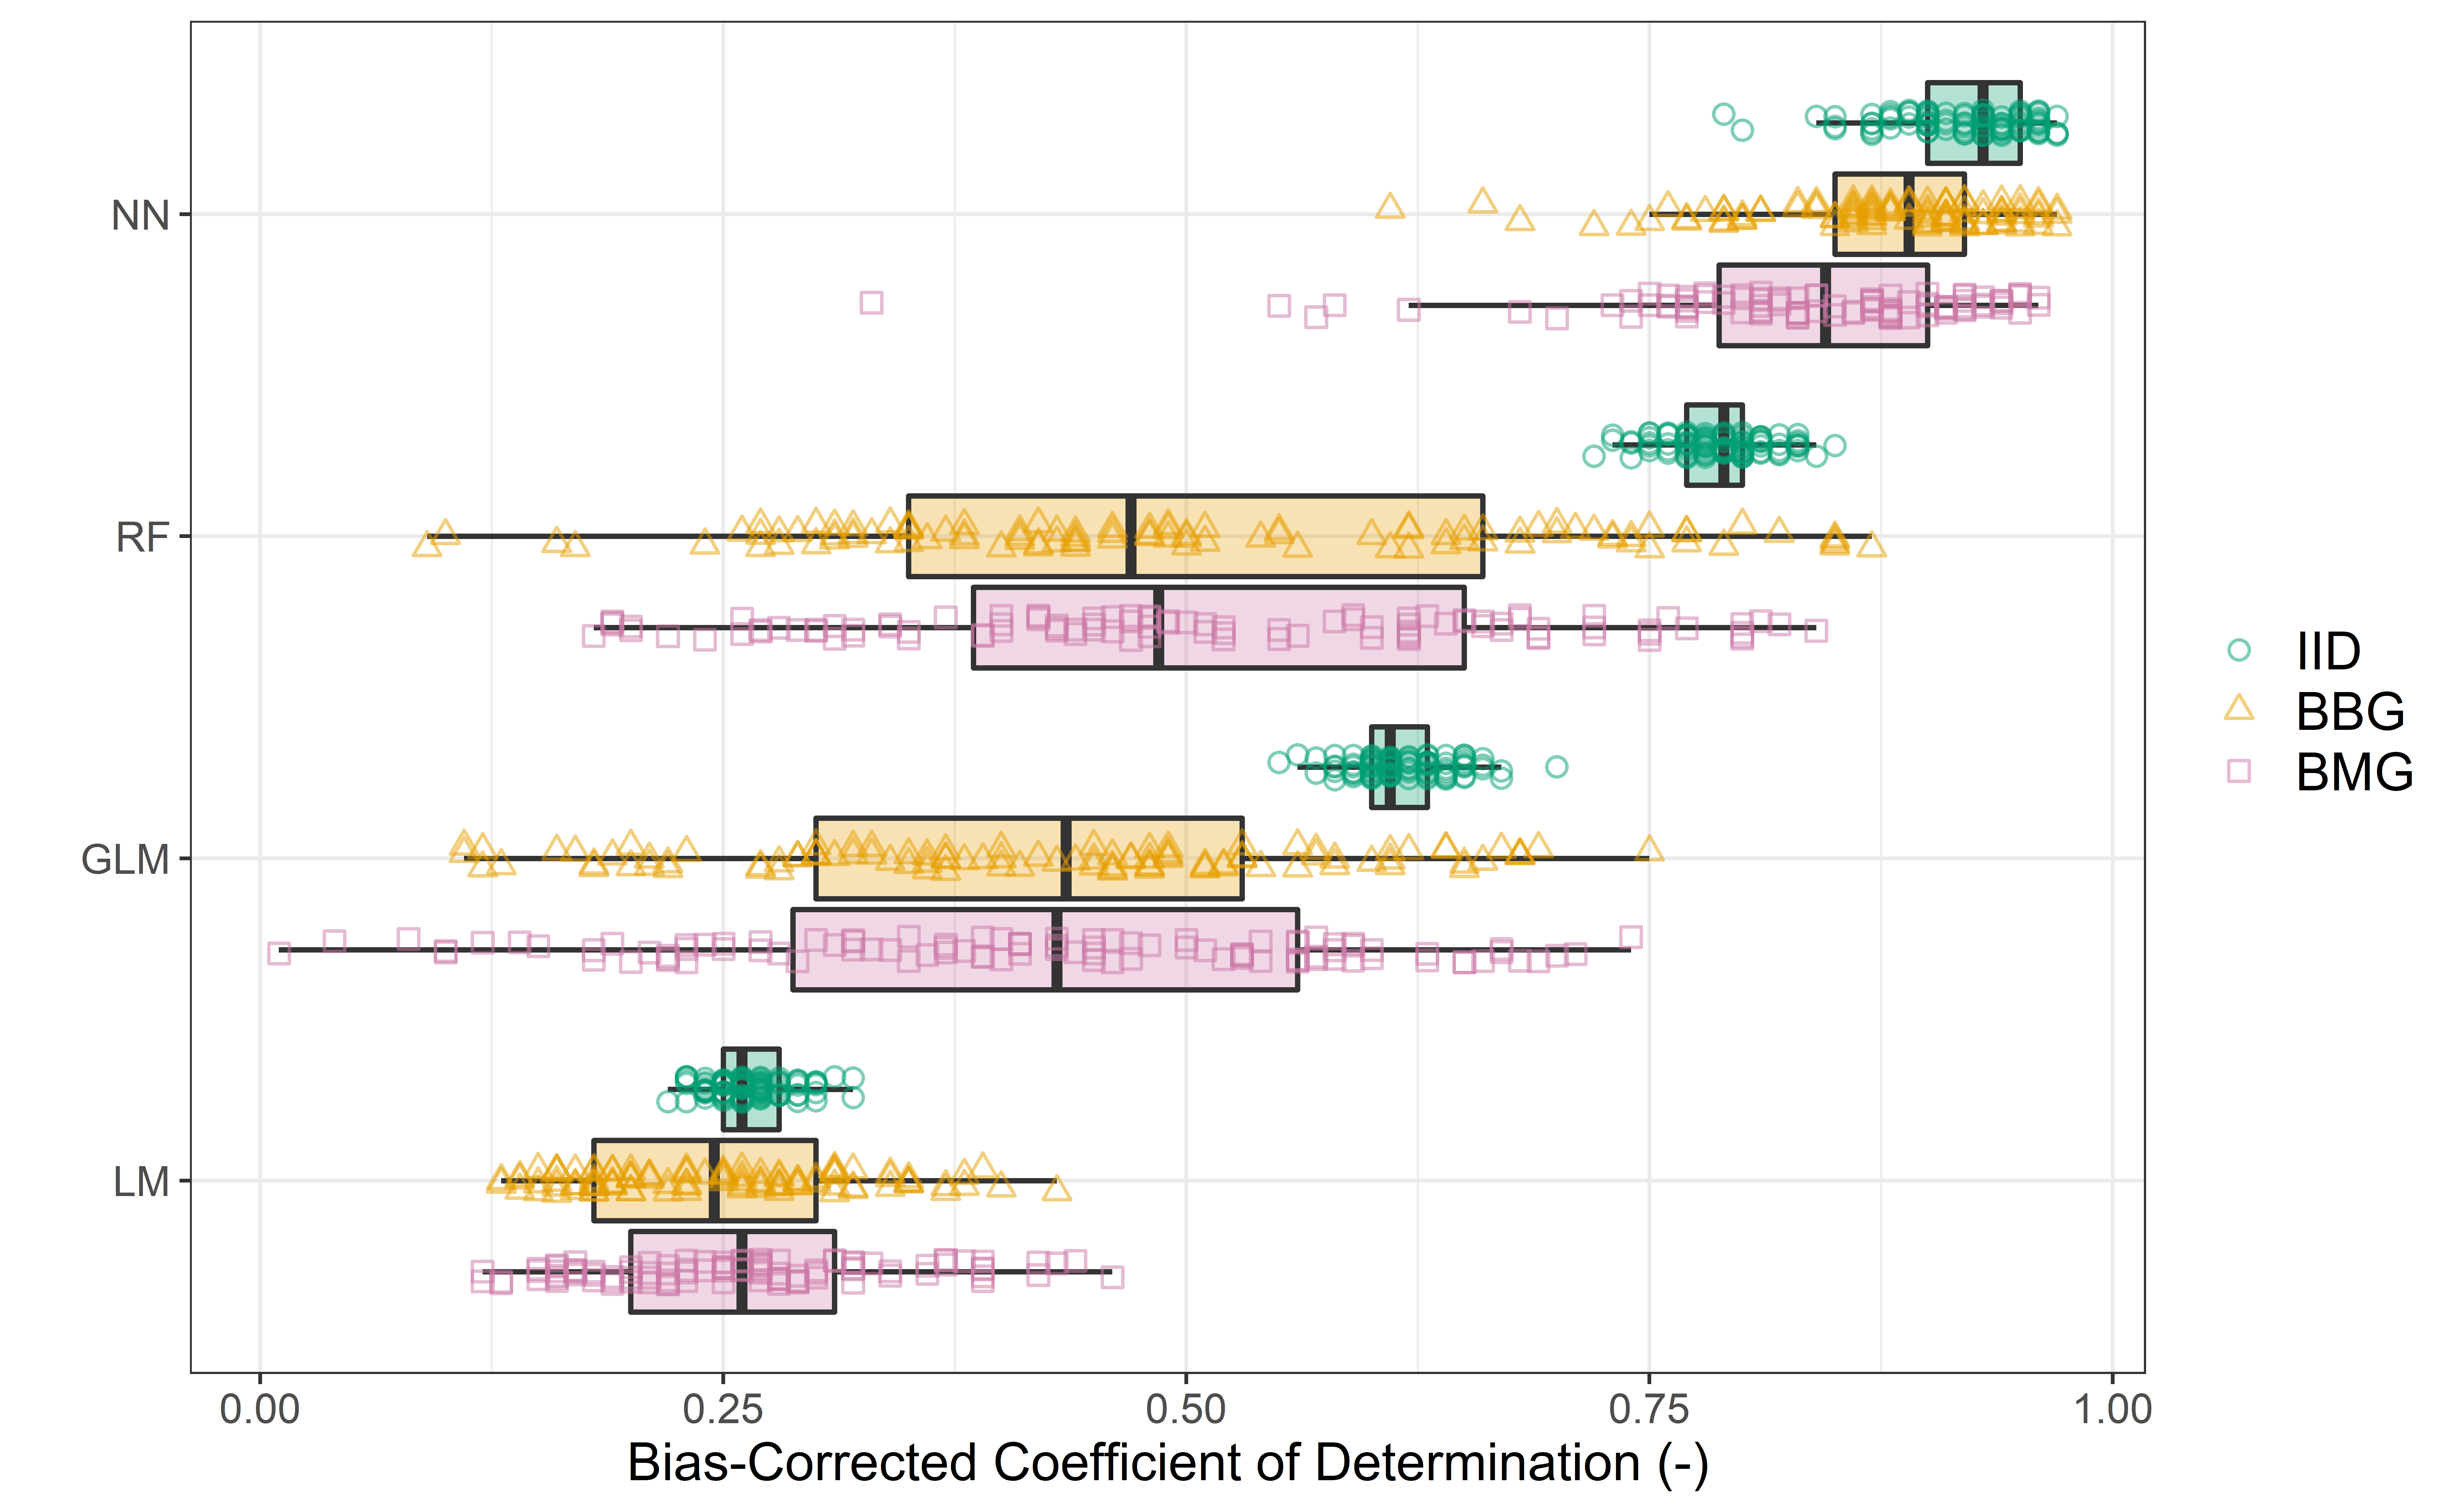 NN
RF
GLM
LM
0.00 0.25 0.50 0.75 1.00
Bias-Corrected Coefficient of Determination (-)
IID
BBG
BMG